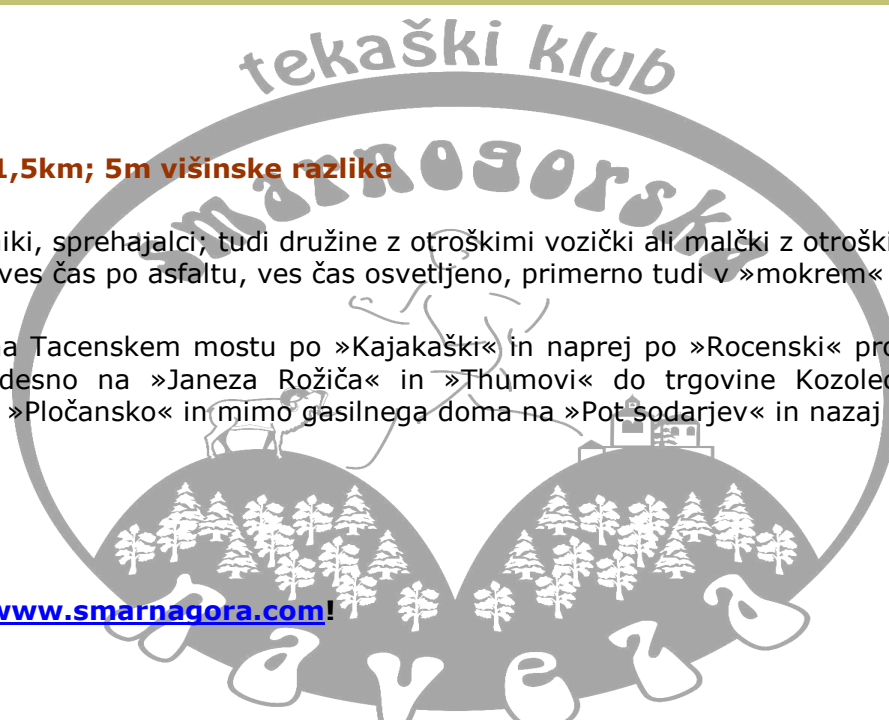 tekaški klub
šmarnogorska
1,5km; 5m višinske razlike
niki, sprehajalci; tudi družine z otroškimi vozički ali malčki z otroški
ves čas po asfaltu, ves čas osvetljeno, primerno tudi v »mokrem«
na Tacenskem mostu po »Kajakaški« in naprej po »Rocenski« pro
desno na »Janeza Rožiča« in »Thumovi« do trgovine Kozolec
»Pločansko« in mimo gasilnega doma na »Pot sodarjev« in nazaj
www.smarnagora.com!
naveza